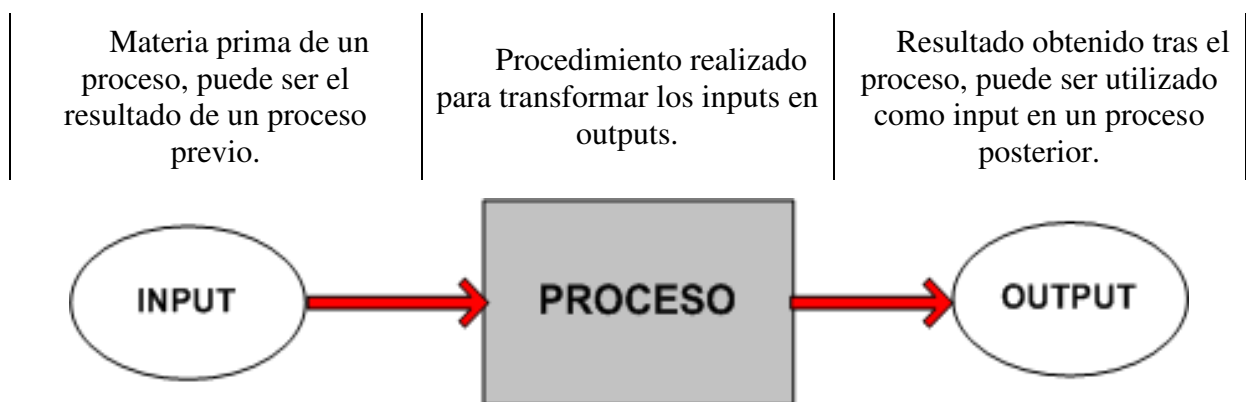 Materia prima de un
proceso, puede ser el
resultado de un proceso
previo.
Procedimiento realizado
para transformar los inputs en
outputs.
Resultado obtenido tras el
proceso, puede ser utilizado
como input en un proceso
posterior.
INPUT
PROCESO
OUTPUT